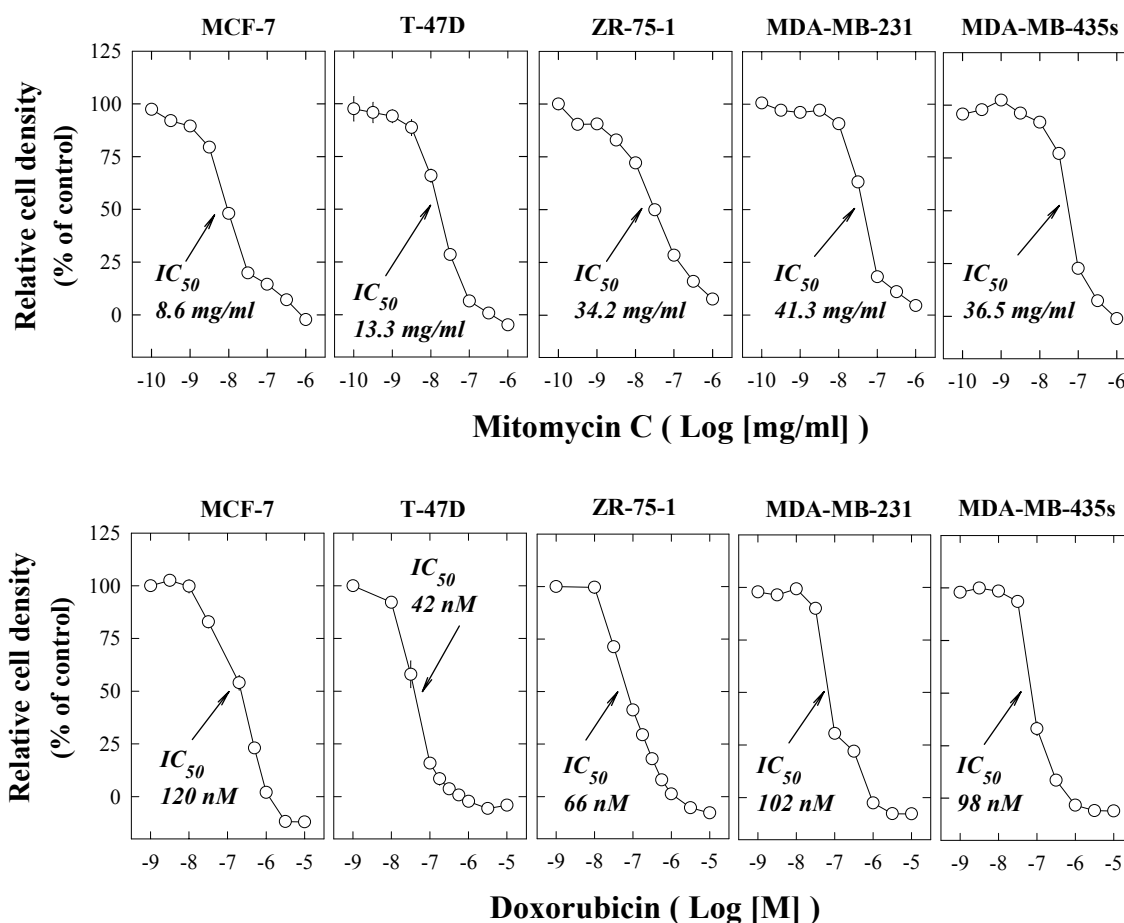 MCF-7 T-47D ZR-75-1 MDA-MB-231 MDA-MB-435s
125
100
75
50
25
0
Relative cell density
(% of control)
IC50
8.6 mg/ml
IC50
13.3 mg/ml
IC50
34.2 mg/ml
IC50
41.3 mg/ml
IC50
36.5 mg/ml
-10 -9 -8 -7 -6 -10 -9 -8 -7 -6 -10 -9 -8 -7 -6 -10 -9 -8 -7 -6 -10 -9 -8 -7 -6
Mitomycin C ( Log [mg/ml] )
MCF-7 T-47D ZR-75-1 MDA-MB-231 MDA-MB-435s
125
100
75
50
25
0
Relative cell density
(% of control)
IC50
120 nM
IC50
42 nM
IC50
66 nM
IC50
102 nM
IC50
98 nM
-9 -8 -7 -6 -5 -9 -8 -7 -6 -5 -9 -8 -7 -6 -5 -9 -8 -7 -6 -5 -9 -8 -7 -6 -5
Doxorubicin ( Log [M] )